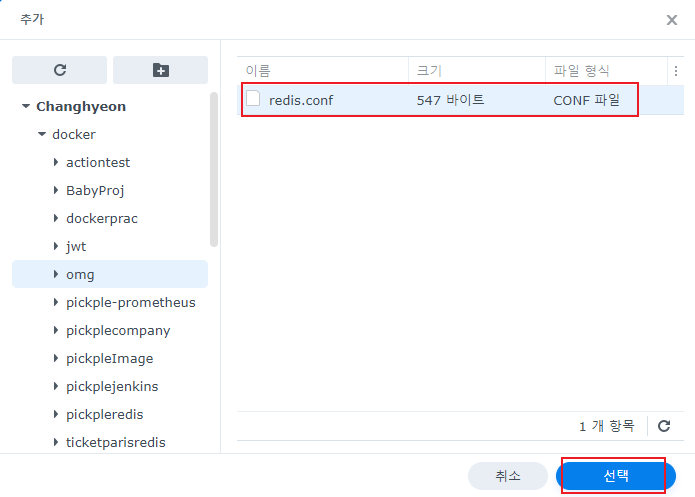 추가
이름 크기 파일 형식
redis.conf 547 바이트 CONF 파일
Changhyeon
docker
actiontest
BabyProj
dockerprac
jwt
omg
pickple-prometheus
pickplecompany
pickpleImage
pickplejenkins
pickpleredis
ticketparisredis
1 개 항목
취소 선택